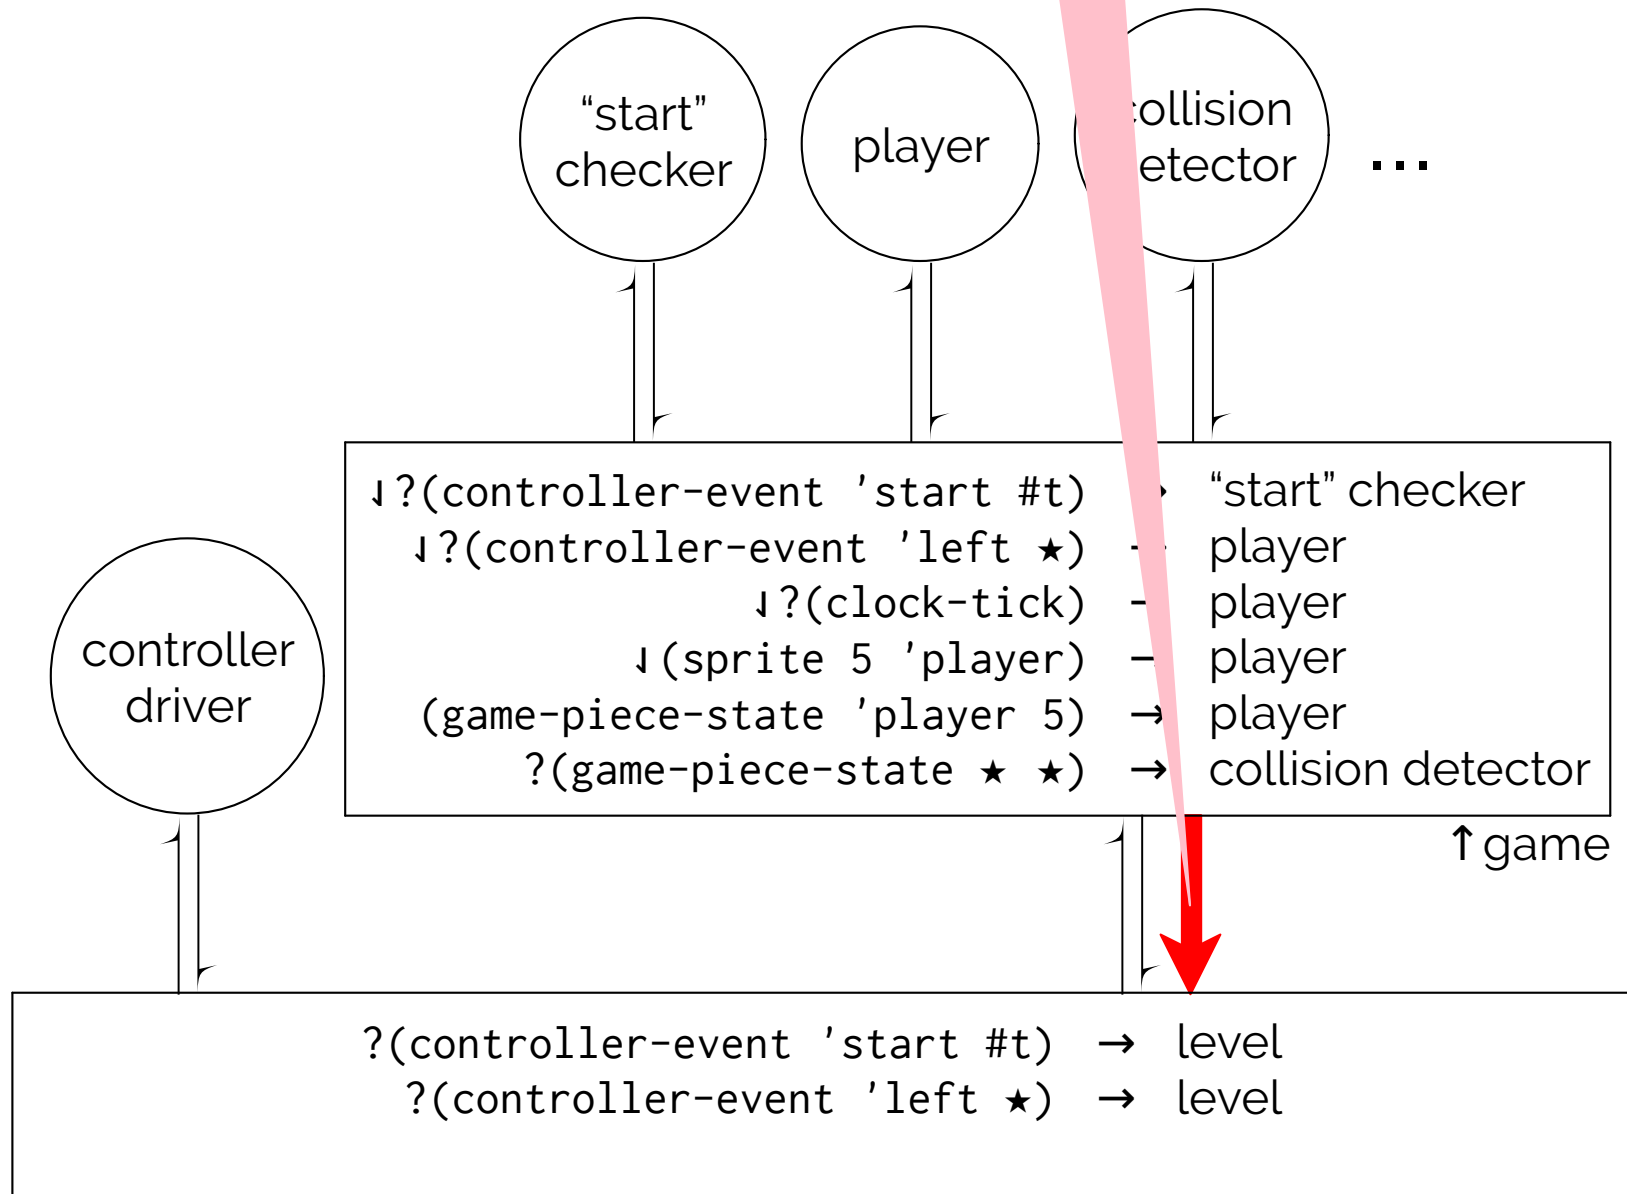 “start”
checker
player
collision
detector
...
⇃?(controller-event 'start #t) → “start” checker
⇃?(controller-event 'left ★) → player
⇃?(clock-tick) → player
⇃(sprite 5 'player) → player
(game-piece-state 'player 5) → player
?(game-piece-state ★ ★) → collision detector
↑game
controller
driver
?(controller-event 'start #t) → level
?(controller-event 'left ★) → level